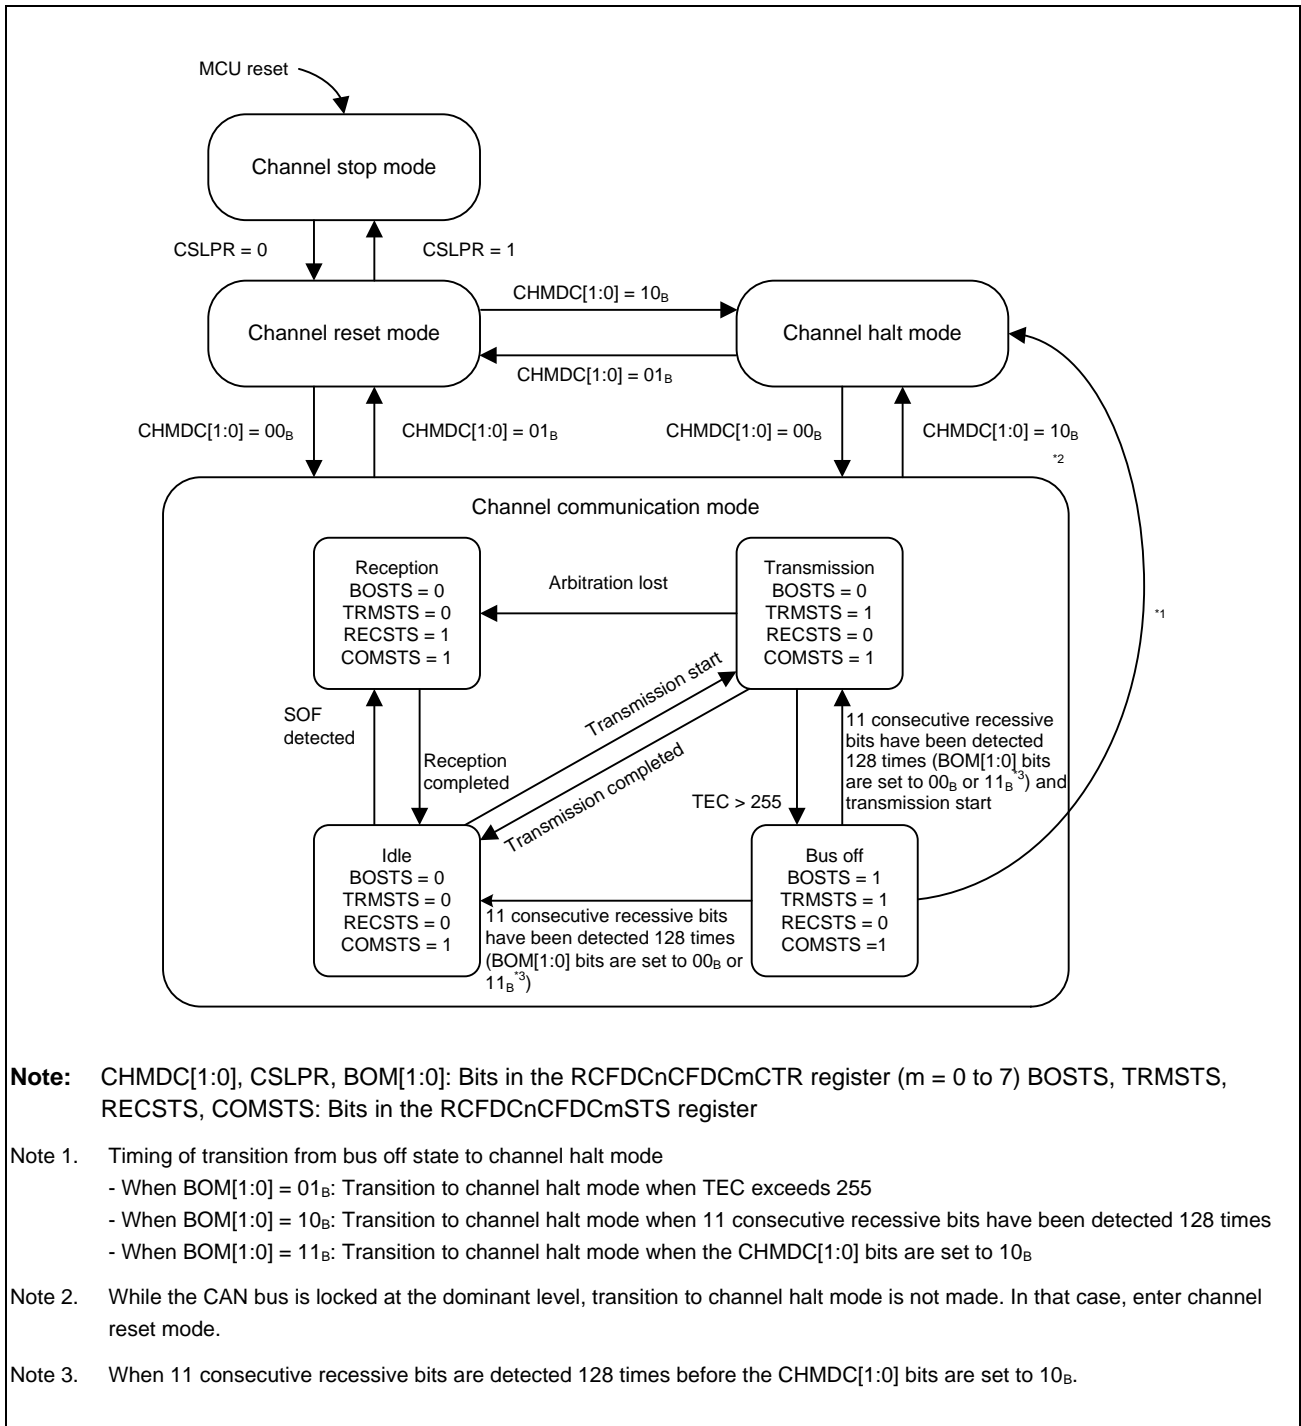 MCU reset
Channel stop mode
CSLPR = 0
CSLPR = 1
Channel reset mode
CHMDC[1:0] = 10B
CHMDC[1:0] = 01B
Channel halt mode
CHMDC[1:0] = 00B
CHMDC[1:0] = 01B
CHMDC[1:0] = 00B
CHMDC[1:0] = 10B
*2
Channel communication mode
Reception
BOSTS = 0
TRMSTS = 0
RECSTS = 1
COMSTS = 1
Arbitration lost
Transmission
BOSTS = 0
TRMSTS = 1
RECSTS = 0
COMSTS = 1
*1
SOF
detected
Reception
completed
Transmission start
Transmission completed
TEC > 255
11 consecutive recessive
bits have been detected
128 times (BOM[1:0] bits
are set to 00B or 11B*3) and
transmission start
Idle
BOSTS = 0
TRMSTS = 0
RECSTS = 0
COMSTS = 1
11 consecutive recessive bits
have been detected 128 times
(BOM[1:0] bits are set to 00B or
11B*3)
Bus off
BOSTS = 1
TRMSTS = 1
RECSTS = 0
COMSTS =1
Note: CHMDC[1:0], CSLPR, BOM[1:0]: Bits in the RCFDCnCFDCmCTR register (m = 0 to 7) BOSTS, TRMSTS,
RECSTS, COMSTS: Bits in the RCFDCnCFDCmSTS register
Note 1. Timing of transition from bus off state to channel halt mode
- When BOM[1:0] = 01B: Transition to channel halt mode when TEC exceeds 255
- When BOM[1:0] = 10B: Transition to channel halt mode when 11 consecutive recessive bits have been detected 128 times
- When BOM[1:0] = 11B: Transition to channel halt mode when the CHMDC[1:0] bits are set to 10B
Note 2. While the CAN bus is locked at the dominant level, transition to channel halt mode is not made. In that case, enter channel
reset mode.
Note 3. When 11 consecutive recessive bits are detected 128 times before the CHMDC[1:0] bits are set to 10B.